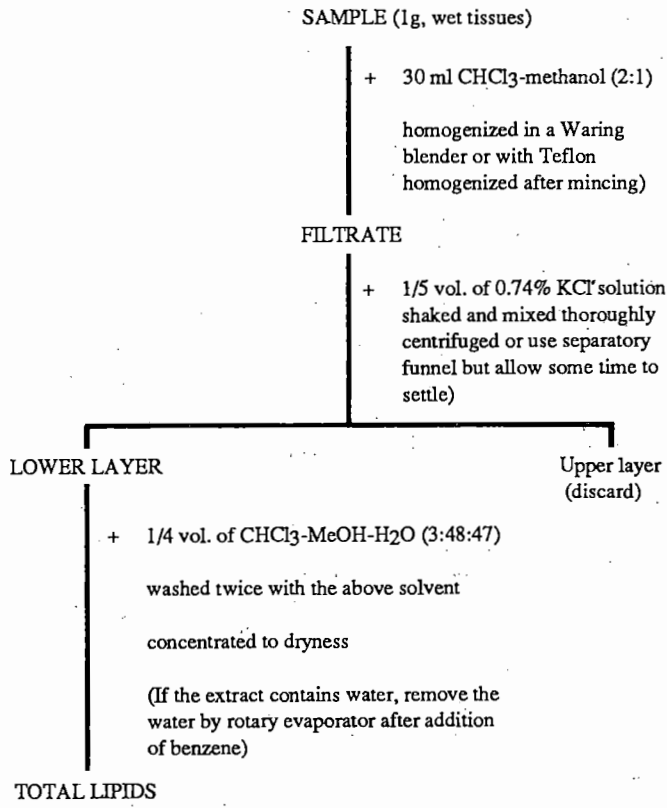 SAMPLE (1g, wet tissues)
+ 30 ml CHCl3-methanol (2:1)
homogenized in a Waring
blender or with Teflon
homogenized after mincing)
FILTRATE
+ 1/5 vol. of 0.74% KCl solution
shaked and mixed thoroughly
centrifuged or use separatory
funnel but allow some time to
settle)
LOWER LAYER
Upper layer
(discard)
+ 1/4 vol. of CHCl3-MeOH-H2O (3:48:47)
washed twice with the above solvent
concentrated to dryness
(If the extract contains water, remove the
water by rotary evaporator after addition
of benzene)
TOTAL LIPIDS